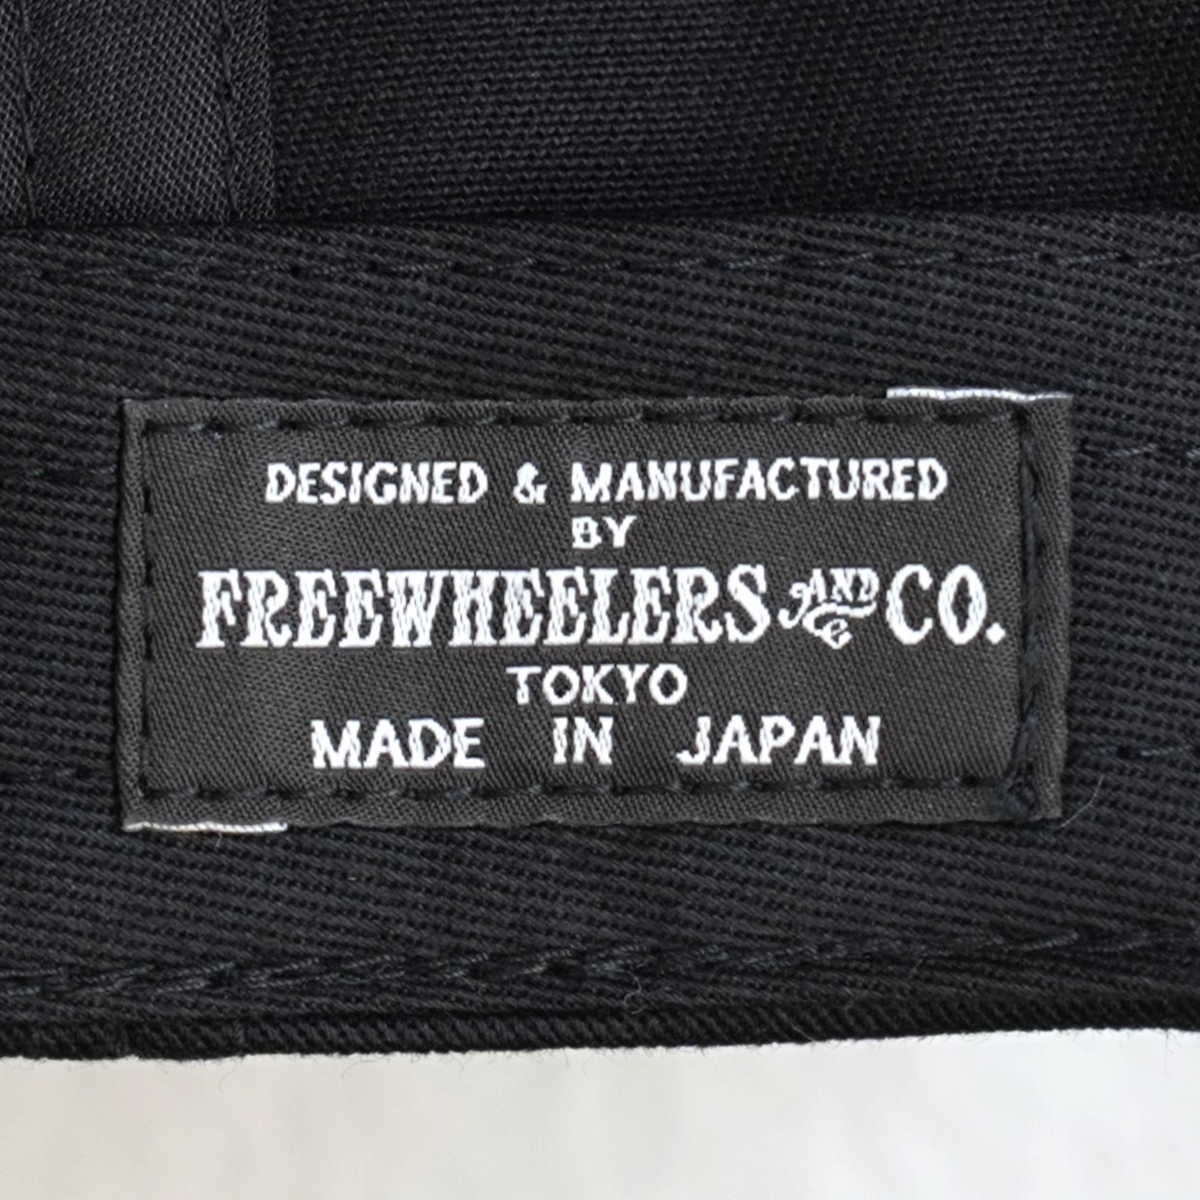 DESIGNED & MANUFACTURED
BY
FREEWHEELERS AND CO.
TOKYO
MADE IN JAPAN